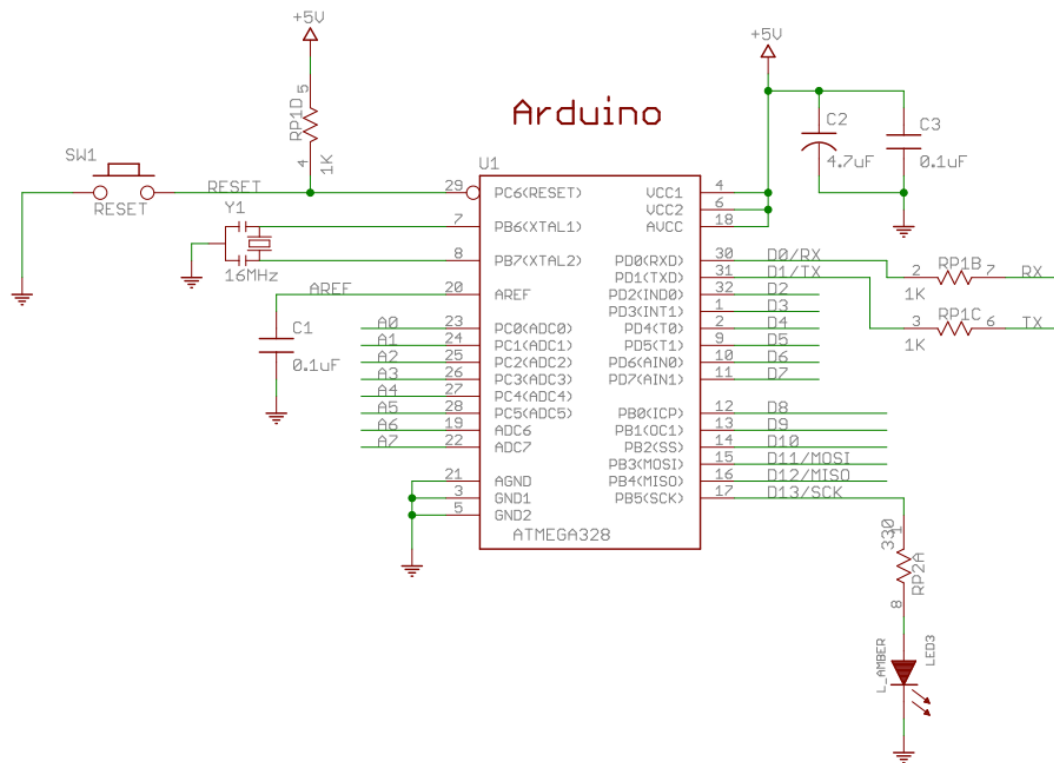 +5V
+5V
5
RP1D
4
1K
Arduino
C2
4.7uF
C3
0.1uF
SW1
RESET
RESET
Y1
16MHz
AREF
C1
0.1uF
U1
29 PC6(RESET) VCC1 4
VCC2 6
7 PB6(XTAL1) AVCC 18
8 PB7(XTAL2) PD0(RXD) 30 D0/RX
PD1(TXD) 31 D1/TX
20 AREF PD2(IND0) 32 D2
PD3(INT1) 1 D3
A0 23 PC0(ADC0) PD4(T0) 2 D4
A1 24 PC1(ADC1) PD5(T1) 9 D5
A2 25 PC2(ADC2) PD6(AIN0) 10 D6
A3 26 PC3(ADC3) PD7(AIN1) 11 D7
A4 27 PC4(ADC4)
A5 28 PC5(ADC5) PB0(ICP) 12 D8
A6 19 ADC6 PB1(OC1) 13 D9
A7 22 ADC7 PB2(SS) 14 D10
PB3(MOSI) 15 D11/MOSI
21 AGND PB4(MISO) 16 D12/MISO
3 GND1 PB5(SCK) 17 D13/SCK
5 GND2
ATMEGA328
2 RP1B 7 RX
1K
3 RP1C 6 TX
1K
330
1
RP2A
8
L_AMBER
LED3